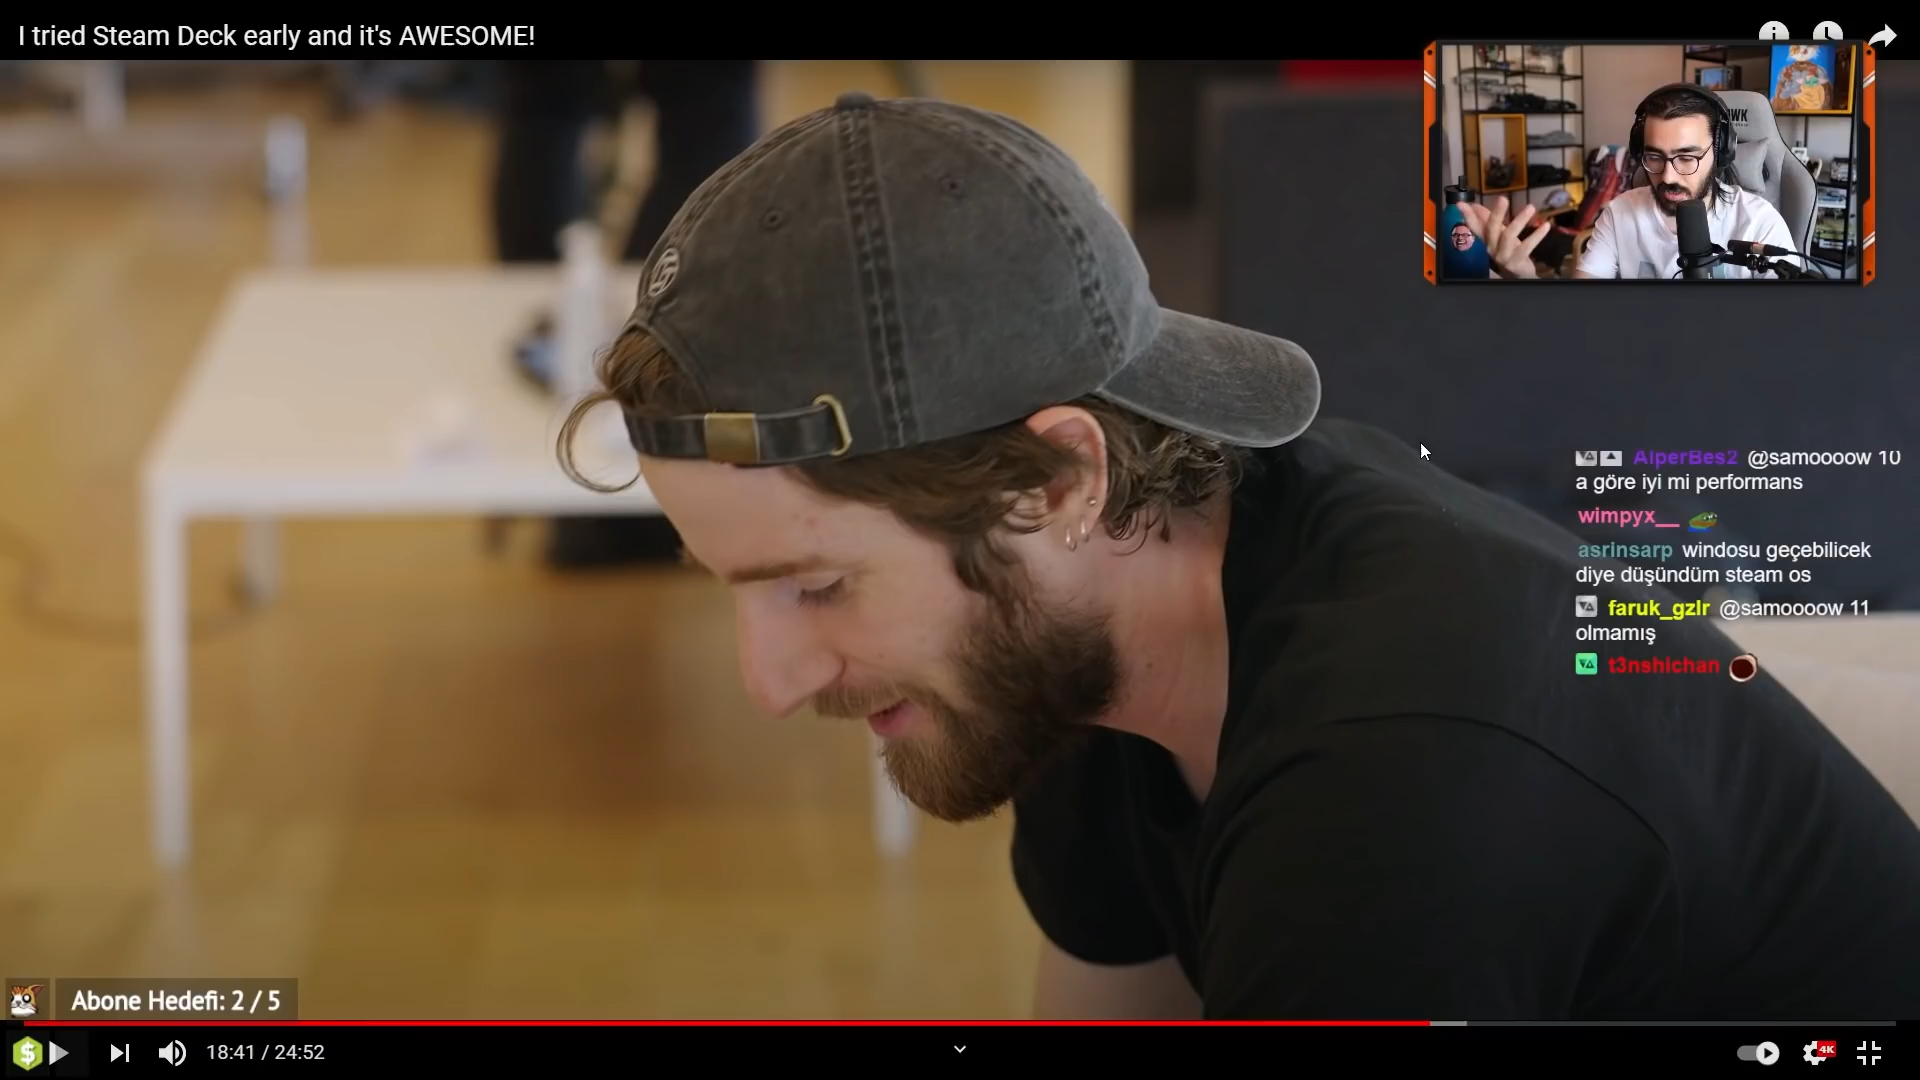 I tried Steam Deck early and it's AWESOME!
AlperBes2 @samoooow 10
a göre iyi mi performans
wimpyx__
asrinsarp windosu geçebilicek
diye düşündüm steam os
faruk_gzlr @samoooow 11
olmamış
t3nshichan
Abone Hedefi: 2 / 5
18:41 / 24:52
4K